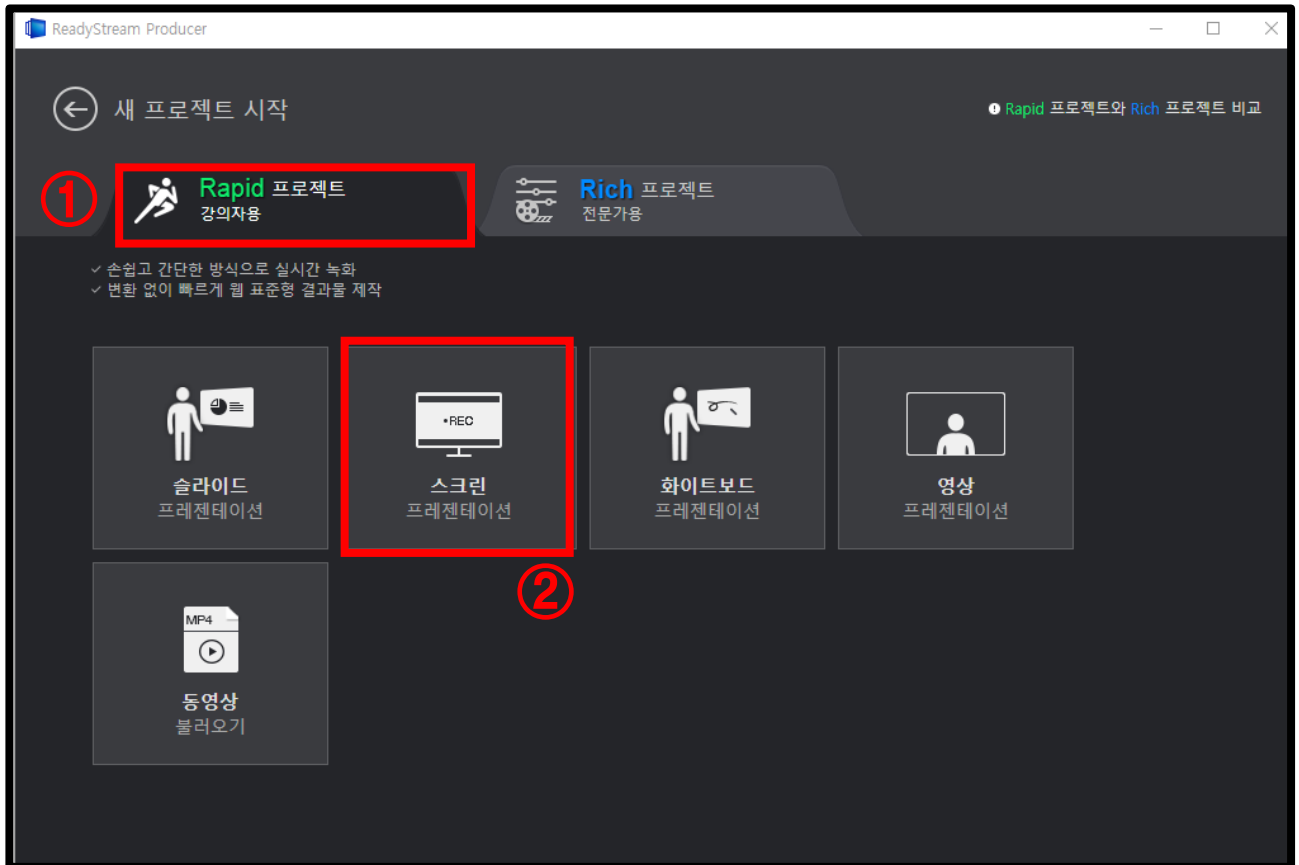 ReadyStream Producer
새 프로젝트 시작
Rapid 프로젝트와 Rich 프로젝트 비교
①
Rapid 프로젝트
강의자용
Rich 프로젝트
전문가용
손쉽고 간단한 방식으로 실시간 녹화
변환 없이 빠르게 웹 표준형 결과물 제작
슬라이드
프레젠테이션
•REC
스크린
프레젠테이션
화이트보드
프레젠테이션
영상
프레젠테이션
②
MP4
동영상
불러오기